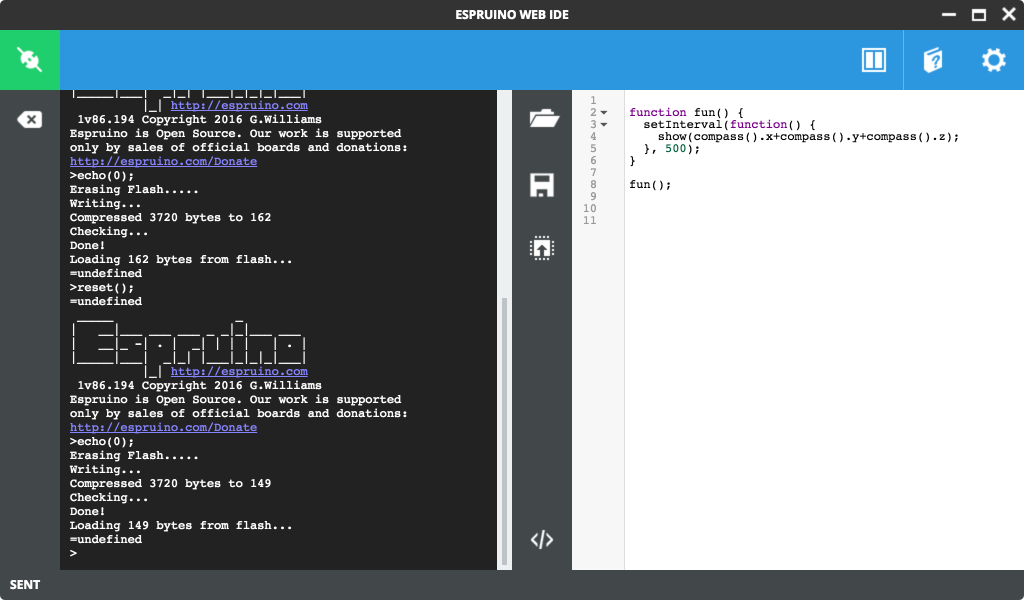 ESPRUINO WEB IDE
|_| http://espruino.com
1v86.194 Copyright 2016 G.Williams
Espruino is Open Source. Our work is supported
only by sales of official boards and donations:
http://espruino.com/Donate
>echo(0);
Erasing Flash.....
Writing...
Compressed 3720 bytes to 162
Checking...
Done!
Loading 162 bytes from flash...
=undefined
>reset();
=undefined
Espruino
|_| http://espruino.com
1v86.194 Copyright 2016 G.Williams
Espruino is Open Source. Our work is supported
only by sales of official boards and donations:
http://espruino.com/Donate
>echo(0);
Erasing Flash.....
Writing...
Compressed 3720 bytes to 149
Checking...
Done!
Loading 149 bytes from flash...
=undefined
>
1
2 function fun() {
3 setInterval(function() {
4 show(compass().x+compass().y+compass().z);
5 }, 500);
6 }
7
8 fun();
9
10
11
SENT